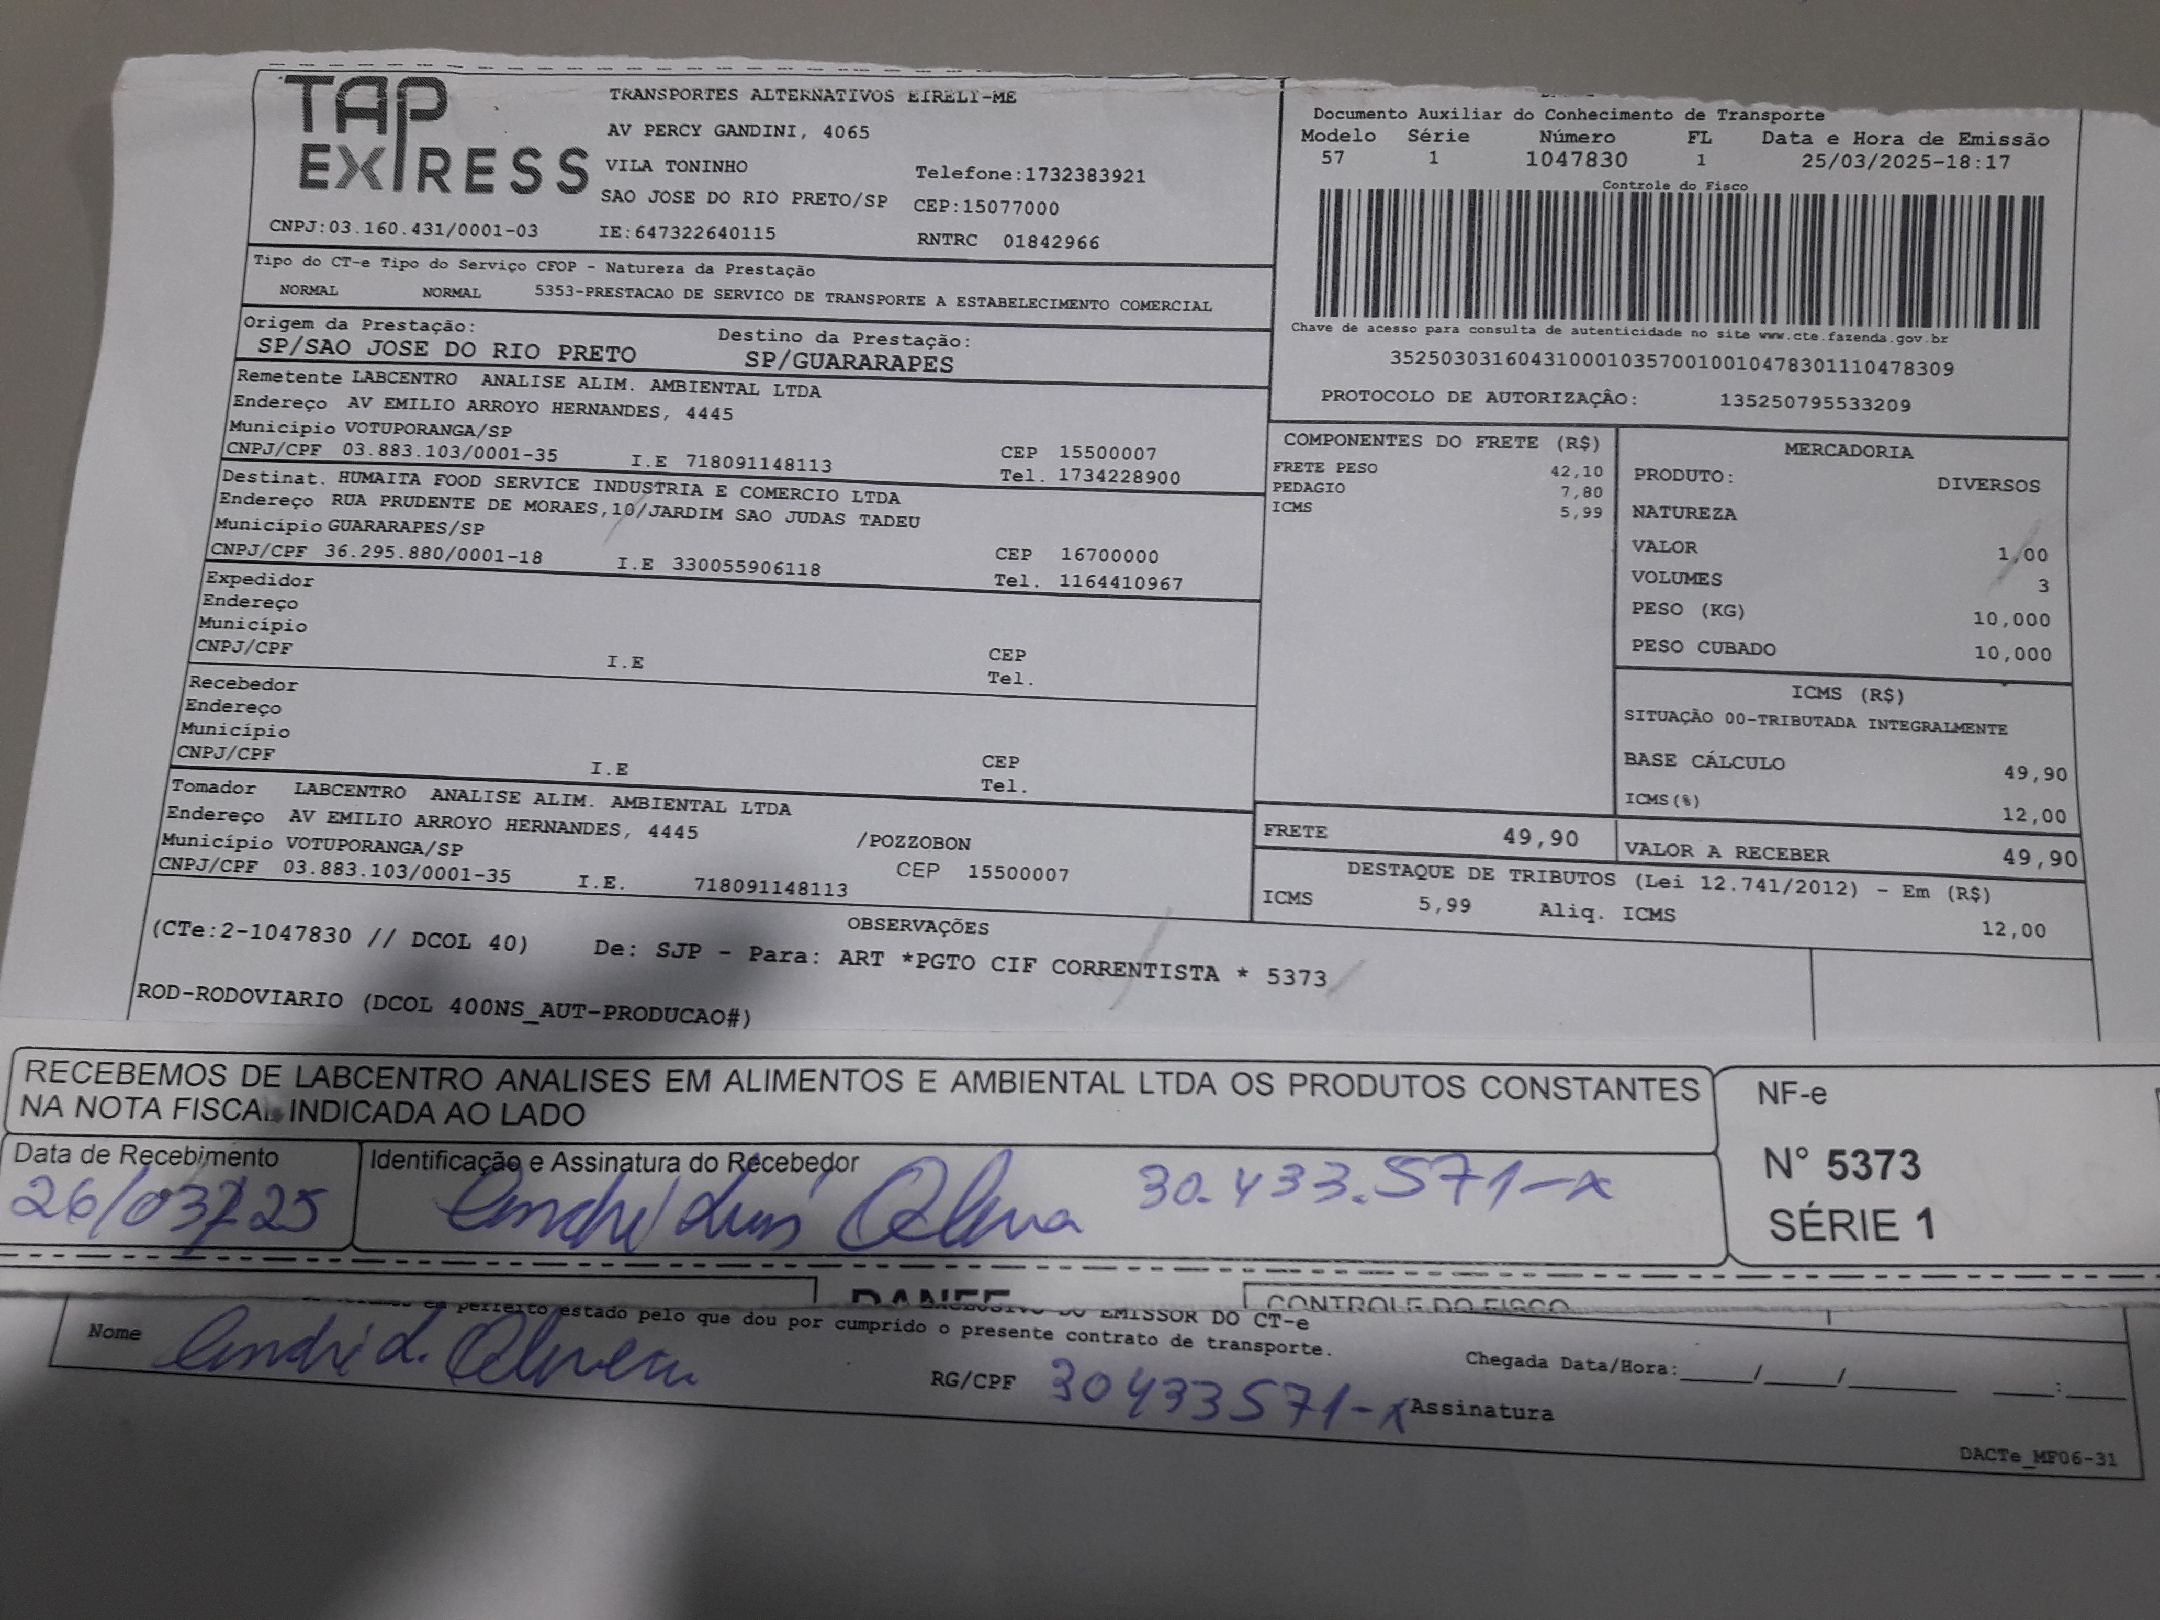 TAP
EXPRESS
TRANSPORTES ALTERNATIVOS EIRELI-ME
AV PERCY GANDINI, 4065
VILA TONINHO
Telefone:1732383921
SAO JOSE DO RIO PRETO/SP CEP:15077000
CNPJ:03.160.431/0001-03 IE:647322640115 RNTRC 01842966
Documento Auxiliar do Conhecimento de Transporte
Modelo Série Número FL Data e Hora de Emissão
57 1 1047830 1 25/03/2025-18:17
Controle do Fisco
Chave de acesso para consulta de autenticidade no site www.cte.fazenda.gov.br
35250303160431000103570010010478301110478309
PROTOCOLO DE AUTORIZAÇÂO: 135250795533209
Tipo do CT-e Tipo do Serviço CFOP - Natureza da Prestação
NORMAL NORMAL 5353-PRESTACAO DE SERVICO DE TRANSPORTE A ESTABELECIMENTO COMERCIAL
Origem da Prestação: Destino da Prestação:
SP/SAO JOSE DO RIO PRETO SP/GUARARAPES
Remetente LABCENTRO ANALISE ALIM. AMBIENTAL LTDA
Endereço AV EMILIO ARROYO HERNANDES, 4445
Município VOTUPORANGA/SP CEP 15500007
CNPJ/CPF 03.883.103/0001-35 I.E 718091148113 Tel. 1734228900
Destinat. HUMAITA FOOD SERVICE INDUSTRIA E COMERCIO LTDA
Endereço RUA PRUDENTE DE MORAES,10/JARDIM SAO JUDAS TADEU
Município GUARARAPES/SP CEP 16700000
CNPJ/CPF 36.295.880/0001-18 I.E 330055906118 Tel. 1164410967
Expedidor
Endereço
Município CEP
CNPJ/CPF I.E Tel.
Recebedor
Endereço
Município CEP
CNPJ/CPF I.E Tel.
Tomador LABCENTRO ANALISE ALIM. AMBIENTAL LTDA
Endereço AV EMILIO ARROYO HERNANDES, 4445 /POZZOBON
Município VOTUPORANGA/SP CEP 15500007
CNPJ/CPF 03.883.103/0001-35 I.E. 718091148113
COMPONENTES DO FRETE (R$)
FRETE PESO 42,10
PEDAGIO 7,80
ICMS 5,99
MERCADORIA
PRODUTO: DIVERSOS
NATUREZA
VALOR 1,00
VOLUMES 3
PESO (KG) 10,000
PESO CUBADO 10,000
ICMS (R$)
SITUAÇÃO 00-TRIBUTADA INTEGRALMENTE
BASE CÁLCULO 49,90
ICMS(%) 12,00
FRETE 49,90 VALOR A RECEBER 49,90
DESTAQUE DE TRIBUTOS (Lei 12.741/2012) - Em (R$)
ICMS 5,99 Aliq. ICMS 12,00
OBSERVAÇÕES
(CTe:2-1047830 // DCOL 40) De: SJP - Para: ART *PGTO CIF CORRENTISTA * 5373
ROD-RODOVIARIO (DCOL 400NS_AUT-PRODUCAO#)
RECEBEMOS DE LABCENTRO ANALISES EM ALIMENTOS E AMBIENTAL LTDA OS PRODUTOS CONSTANTES
NA NOTA FISCAL INDICADA AO LADO
Data de Recebimento Identificação e Assinatura do Recebedor
26/03/25 André Luis Oliveira 30.433.571-x
NF-e
N° 5373
SÉRIE 1
DANFE CONTROLE DO FISCO
EXCLUSIVO DO EMISSOR DO CT-e
em perfeito estado pelo que dou por cumprido o presente contrato de transporte.
Nome André L. Oliveira RG/CPF 30433571-x Assinatura
Chegada Data/Hora:____/____/______ ___:___
DACTe_MF06-31